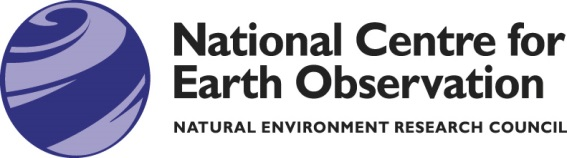 National Centre for
Earth Observation
NATURAL ENVIRONMENT RESEARCH COUNCIL